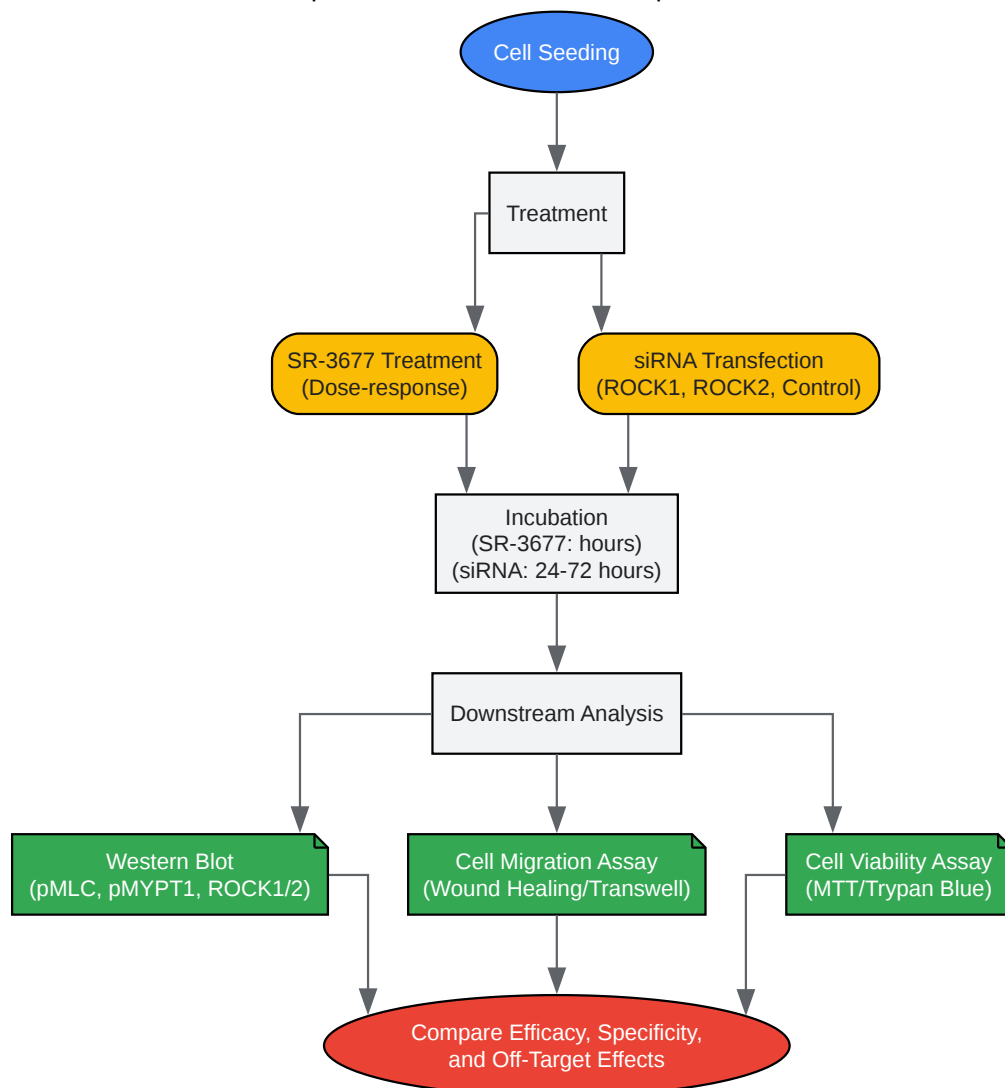 Cell Seeding
Treatment
SR-3677 Treatment
(Dose-response)
siRNA Transfection
(ROCK1, ROCK2, Control)
Incubation
(SR-3677: hours)
(siRNA: 24-72 hours)
Downstream Analysis
Western Blot
(pMLC, pMYPT1, ROCK1/2)
Cell Migration Assay
(Wound Healing/Transwell)
Cell Viability Assay
(MTT/Trypan Blue)
Compare Efficacy, Specificity,
and Off-Target Effects